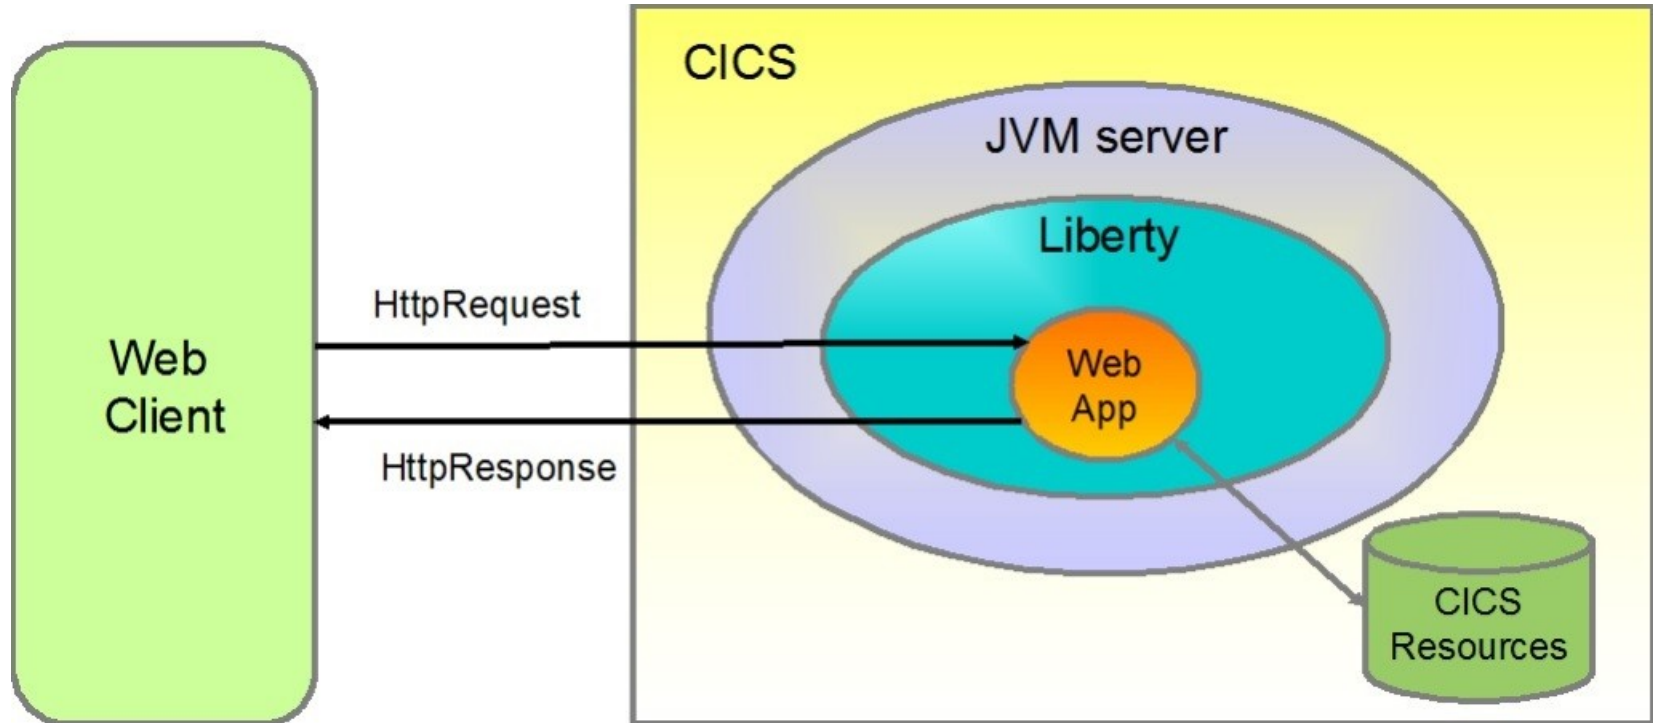 CICS
JVM server
Liberty
HttpRequest
Web
Client
Web
App
HttpResponse
CICS
Resources